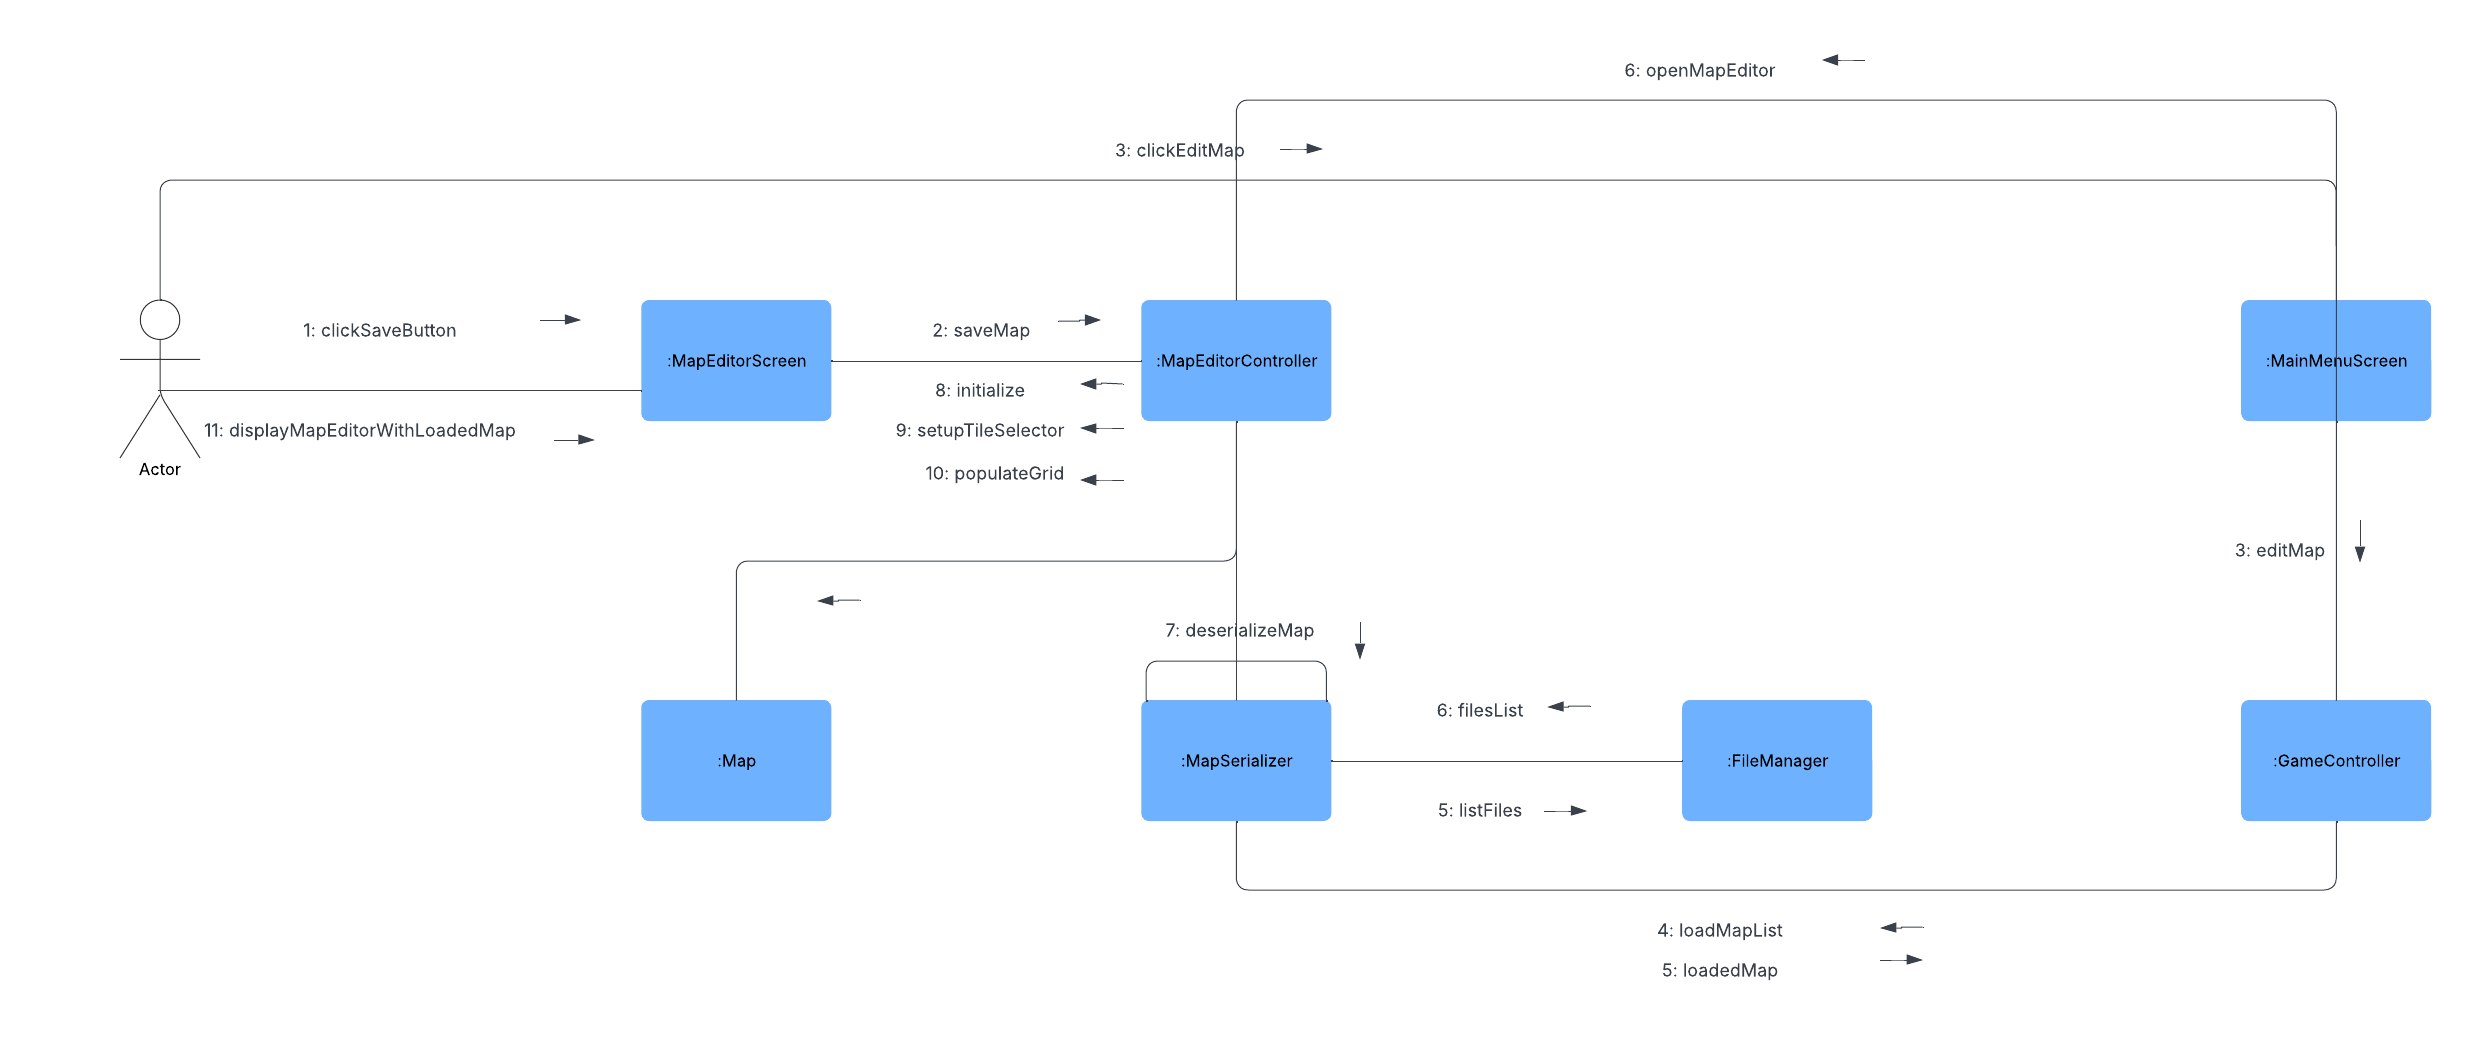 6: openMapEditor
3: clickEditMap
1: clickSaveButton
2: saveMap
:MapEditorScreen
:MapEditorController
:MainMenuScreen
8: initialize
11: displayMapEditorWithLoadedMap
9: setupTileSelector
Actor
10: populateGrid
3: editMap
7: deserializeMap
6: filesList
:Map
:MapSerializer
:FileManager
:GameController
5: listFiles
4: loadMapList
5: loadedMap